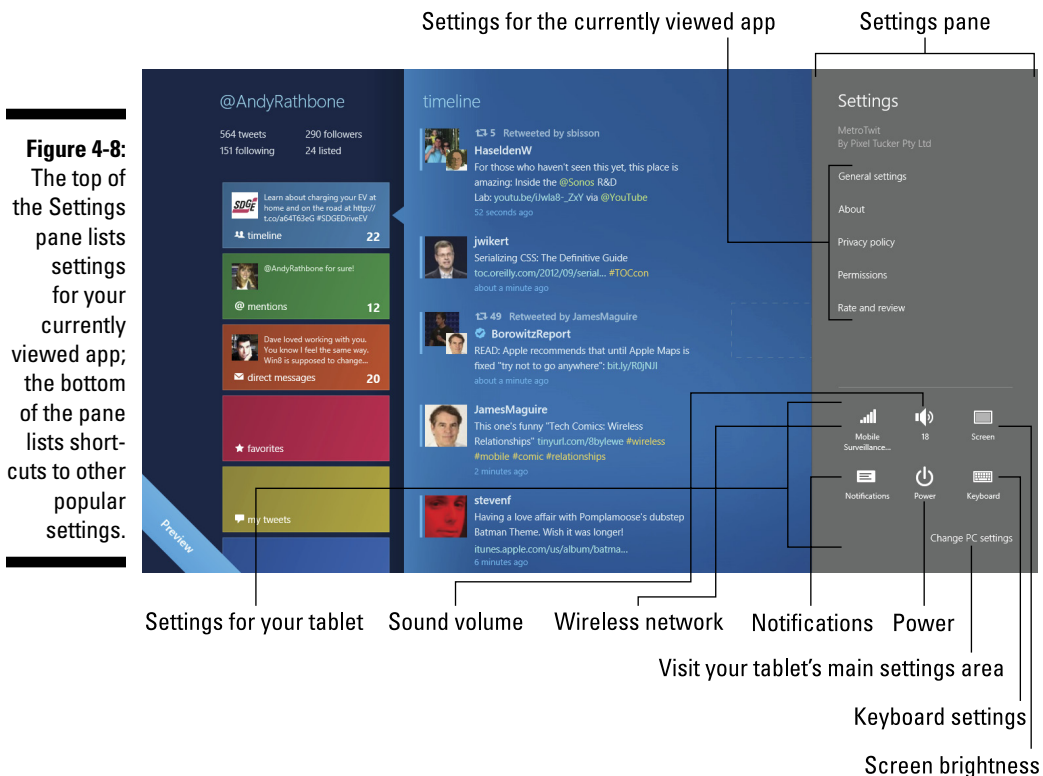 Settings for the currently viewed app
Settings pane
Figure 4-8:
The top of
the Settings
pane lists
settings
for your
currently
viewed app;
the bottom
of the pane
lists short-
cuts to other
popular
settings.
@AndyRathbone
564 tweets 290 followers
151 following 24 listed
SDGE
Learn about charging your EV at
home and on the road at http://
t.co/a64T63eG #SDGEDriveEV
timeline 22
@AndyRathbone for sure!
@ mentions 12
Dave loved working with you.
You know I feel the same way.
Win8 is supposed to change...
direct messages 20
favorites
my tweets
Preview
timeline
5 Retweeted by sbisson
HaseldenW
For those who haven't seen this yet, this place is
amazing: Inside the @Sonos R&D
Lab: youtu.be/iJwIa8-_ZxY via @YouTube
52 seconds ago
jwikert
Serializing CSS: The Definitive Guide
toc.oreilly.com/2012/09/serial... #TOCcon
about a minute ago
49 Retweeted by JamesMaguire
BorowitzReport
READ: Apple recommends that until Apple Maps is
fixed "try not to go anywhere": bit.ly/R0jNJI
about a minute ago
JamesMaguire
This one's funny "Tech Comics: Wireless
Relationships" tinyurl.com/8bylewe #wireless
#mobile #comic #relationships
2 minutes ago
stevenf
Having a love affair with Pomplamoose's dubstep
Batman Theme. Wish it was longer!
itunes.apple.com/us/album/batma...
6 minutes ago
Settings
MetroTwit
By Pixel Tucker Pty Ltd
General settings
About
Privacy policy
Permissions
Rate and review
Mobile
Surveillance...
18
Screen
Notifications
Power
Keyboard
Change PC settings
Settings for your tablet
Sound volume
Wireless network
Notifications
Power
Visit your tablet's main settings area
Keyboard settings
Screen brightness